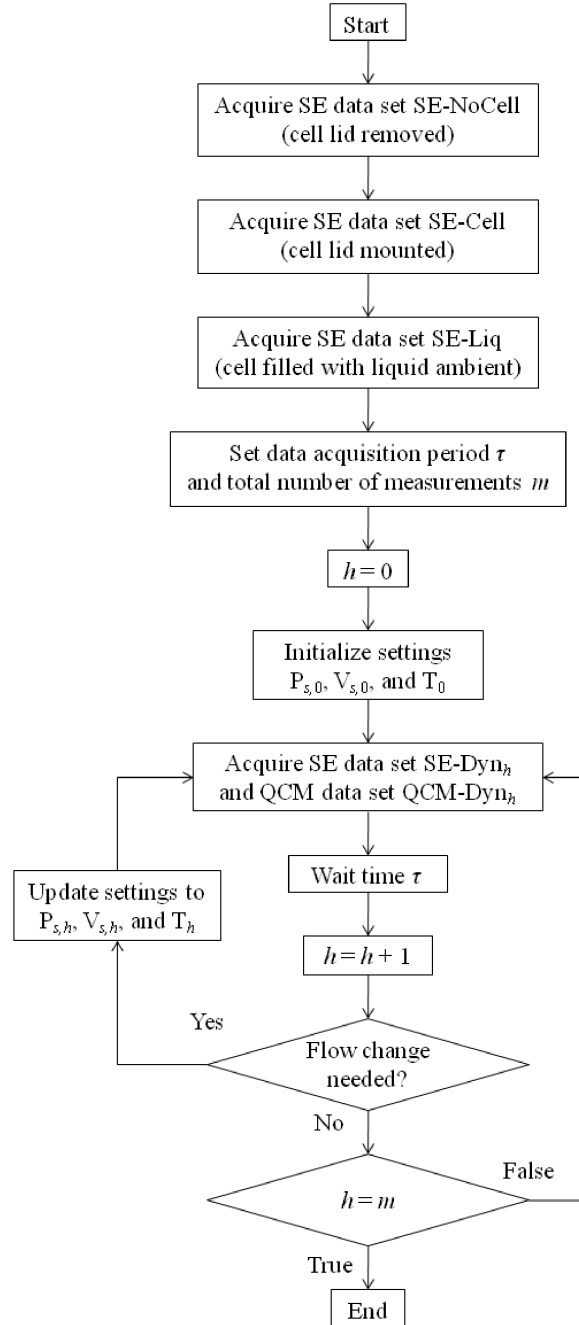 Start
Acquire SE data set SE-NoCell
(cell lid removed)
Acquire SE data set SE-Cell
(cell lid mounted)
Acquire SE data set SE-Liq
(cell filled with liquid ambient)
Set data acquisition period τ
and total number of measurements m
h = 0
Initialize settings
Pₛ,₀, Vₛ,₀, and T₀
Acquire SE data set SE-Dynₕ
and QCM data set QCM-Dynₕ
Wait time τ
Update settings to
Pₛ,ₕ, Vₛ,ₕ, and Tₕ
h = h + 1
Yes
Flow change
needed?
No
False
h = m
True
End